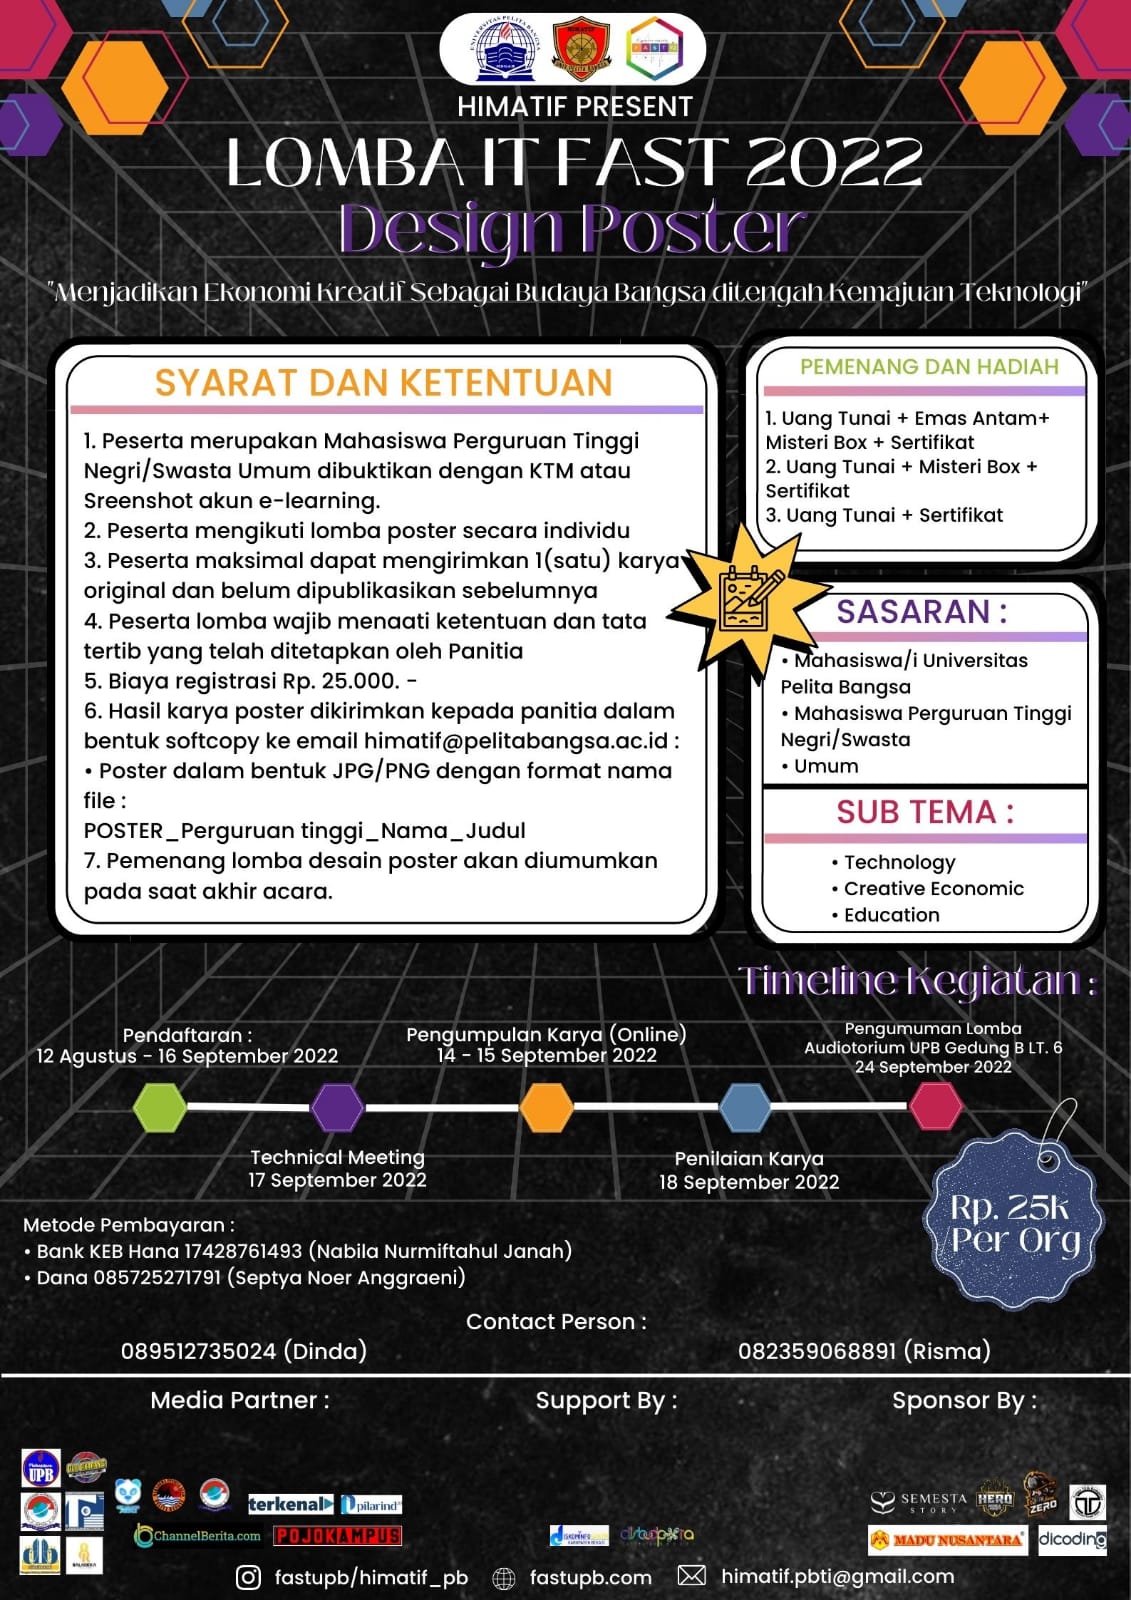 UNIVERSITAS PELITA BANGSA
HIMATIF
FASTO
HIMATIF PRESENT
LOMBA IT FAST 2022
Design Poster
"Menjadikan Ekonomi Kreatif Sebagai Budaya Bangsa ditengah Kemajuan Teknologi"
SYARAT DAN KETENTUAN
1. Peserta merupakan Mahasiswa Perguruan Tinggi
Negri/Swasta Umum dibuktikan dengan KTM atau
Sreenshot akun e-learning.
2. Peserta mengikuti lomba poster secara individu
3. Peserta maksimal dapat mengirimkan 1(satu) karya
original dan belum dipublikasikan sebelumnya
4. Peserta lomba wajib menaati ketentuan dan tata
tertib yang telah ditetapkan oleh Panitia
5. Biaya registrasi Rp. 25.000. -
6. Hasil karya poster dikirimkan kepada panitia dalam
bentuk softcopy ke email himatif@pelitabangsa.ac.id :
• Poster dalam bentuk JPG/PNG dengan format nama
file :
POSTER_Perguruan tinggi_Nama_Judul
7. Pemenang lomba desain poster akan diumumkan
pada saat akhir acara.
PEMENANG DAN HADIAH
1. Uang Tunai + Emas Antam+
Misteri Box + Sertifikat
2. Uang Tunai + Misteri Box +
Sertifikat
3. Uang Tunai + Sertifikat
SASARAN :
• Mahasiswa/i Universitas
Pelita Bangsa
• Mahasiswa Perguruan Tinggi
Negri/Swasta
• Umum
SUB TEMA :
• Technology
• Creative Economic
• Education
Timeline Kegiatan :
Pendaftaran :
12 Agustus - 16 September 2022
Technical Meeting
17 September 2022
Pengumpulan Karya (Online)
14 - 15 September 2022
Penilaian Karya
18 September 2022
Pengumuman Lomba
Audiotorium UPB Gedung B LT. 6
24 September 2022
Rp. 25k
Per Org
Metode Pembayaran :
• Bank KEB Hana 17428761493 (Nabila Nurmiftahul Janah)
• Dana 085725271791 (Septya Noer Anggraeni)
Contact Person :
089512735024 (Dinda)
082359068891 (Risma)
Media Partner :
UPB
terkenal
pilarind
ChannelBerita.com
POJOKAMPUS
Support By :
Sponsor By :
SEMESTA
STORY
HERO
ZERO
MADU NUSANTARA
dicoding
fastupb/himatif_pb
fastupb.com
himatif.pbti@gmail.com